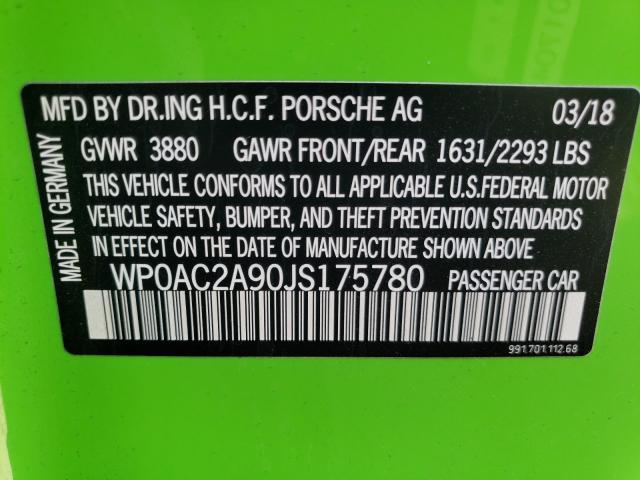 MFD BY DR.ING H.C.F. PORSCHE AG 03/18
GVWR 3880 GAWR FRONT/REAR 1631/2293 LBS
THIS VEHICLE CONFORMS TO ALL APPLICABLE U.S.FEDERAL MOTOR
VEHICLE SAFETY, BUMPER, AND THEFT PREVENTION STANDARDS
IN EFFECT ON THE DATE OF MANUFACTURE SHOWN ABOVE
WP0AC2A90JS175780 PASSENGER CAR
991.701.112.68
MADE IN GERMANY